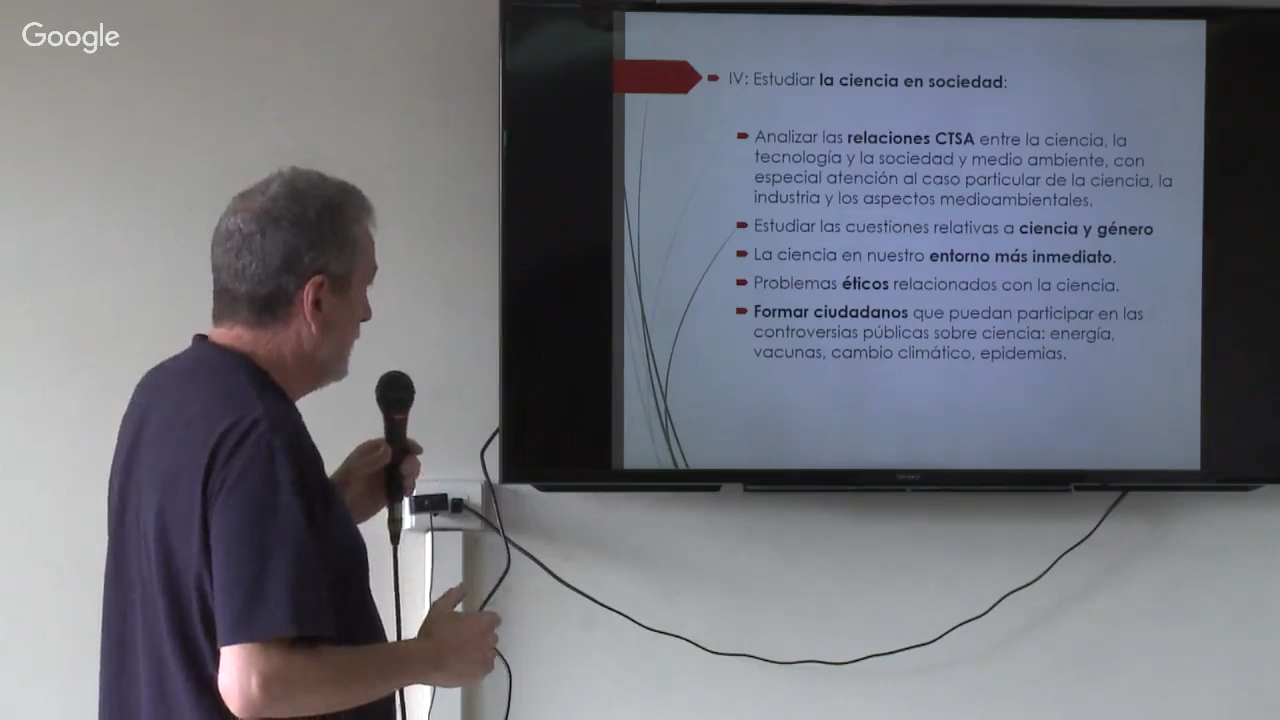 Google
IV: Estudiar la ciencia en sociedad:
Analizar las relaciones CTSA entre la ciencia, la
tecnología y la sociedad y medio ambiente, con
especial atención al caso particular de la ciencia, la
industria y los aspectos medioambientales.
Estudiar las cuestiones relativas a ciencia y género
La ciencia en nuestro entorno más inmediato.
Problemas éticos relacionados con la ciencia.
Formar ciudadanos que puedan participar en las
controversias públicas sobre ciencia: energía,
vacunas, cambio climático, epidemias.